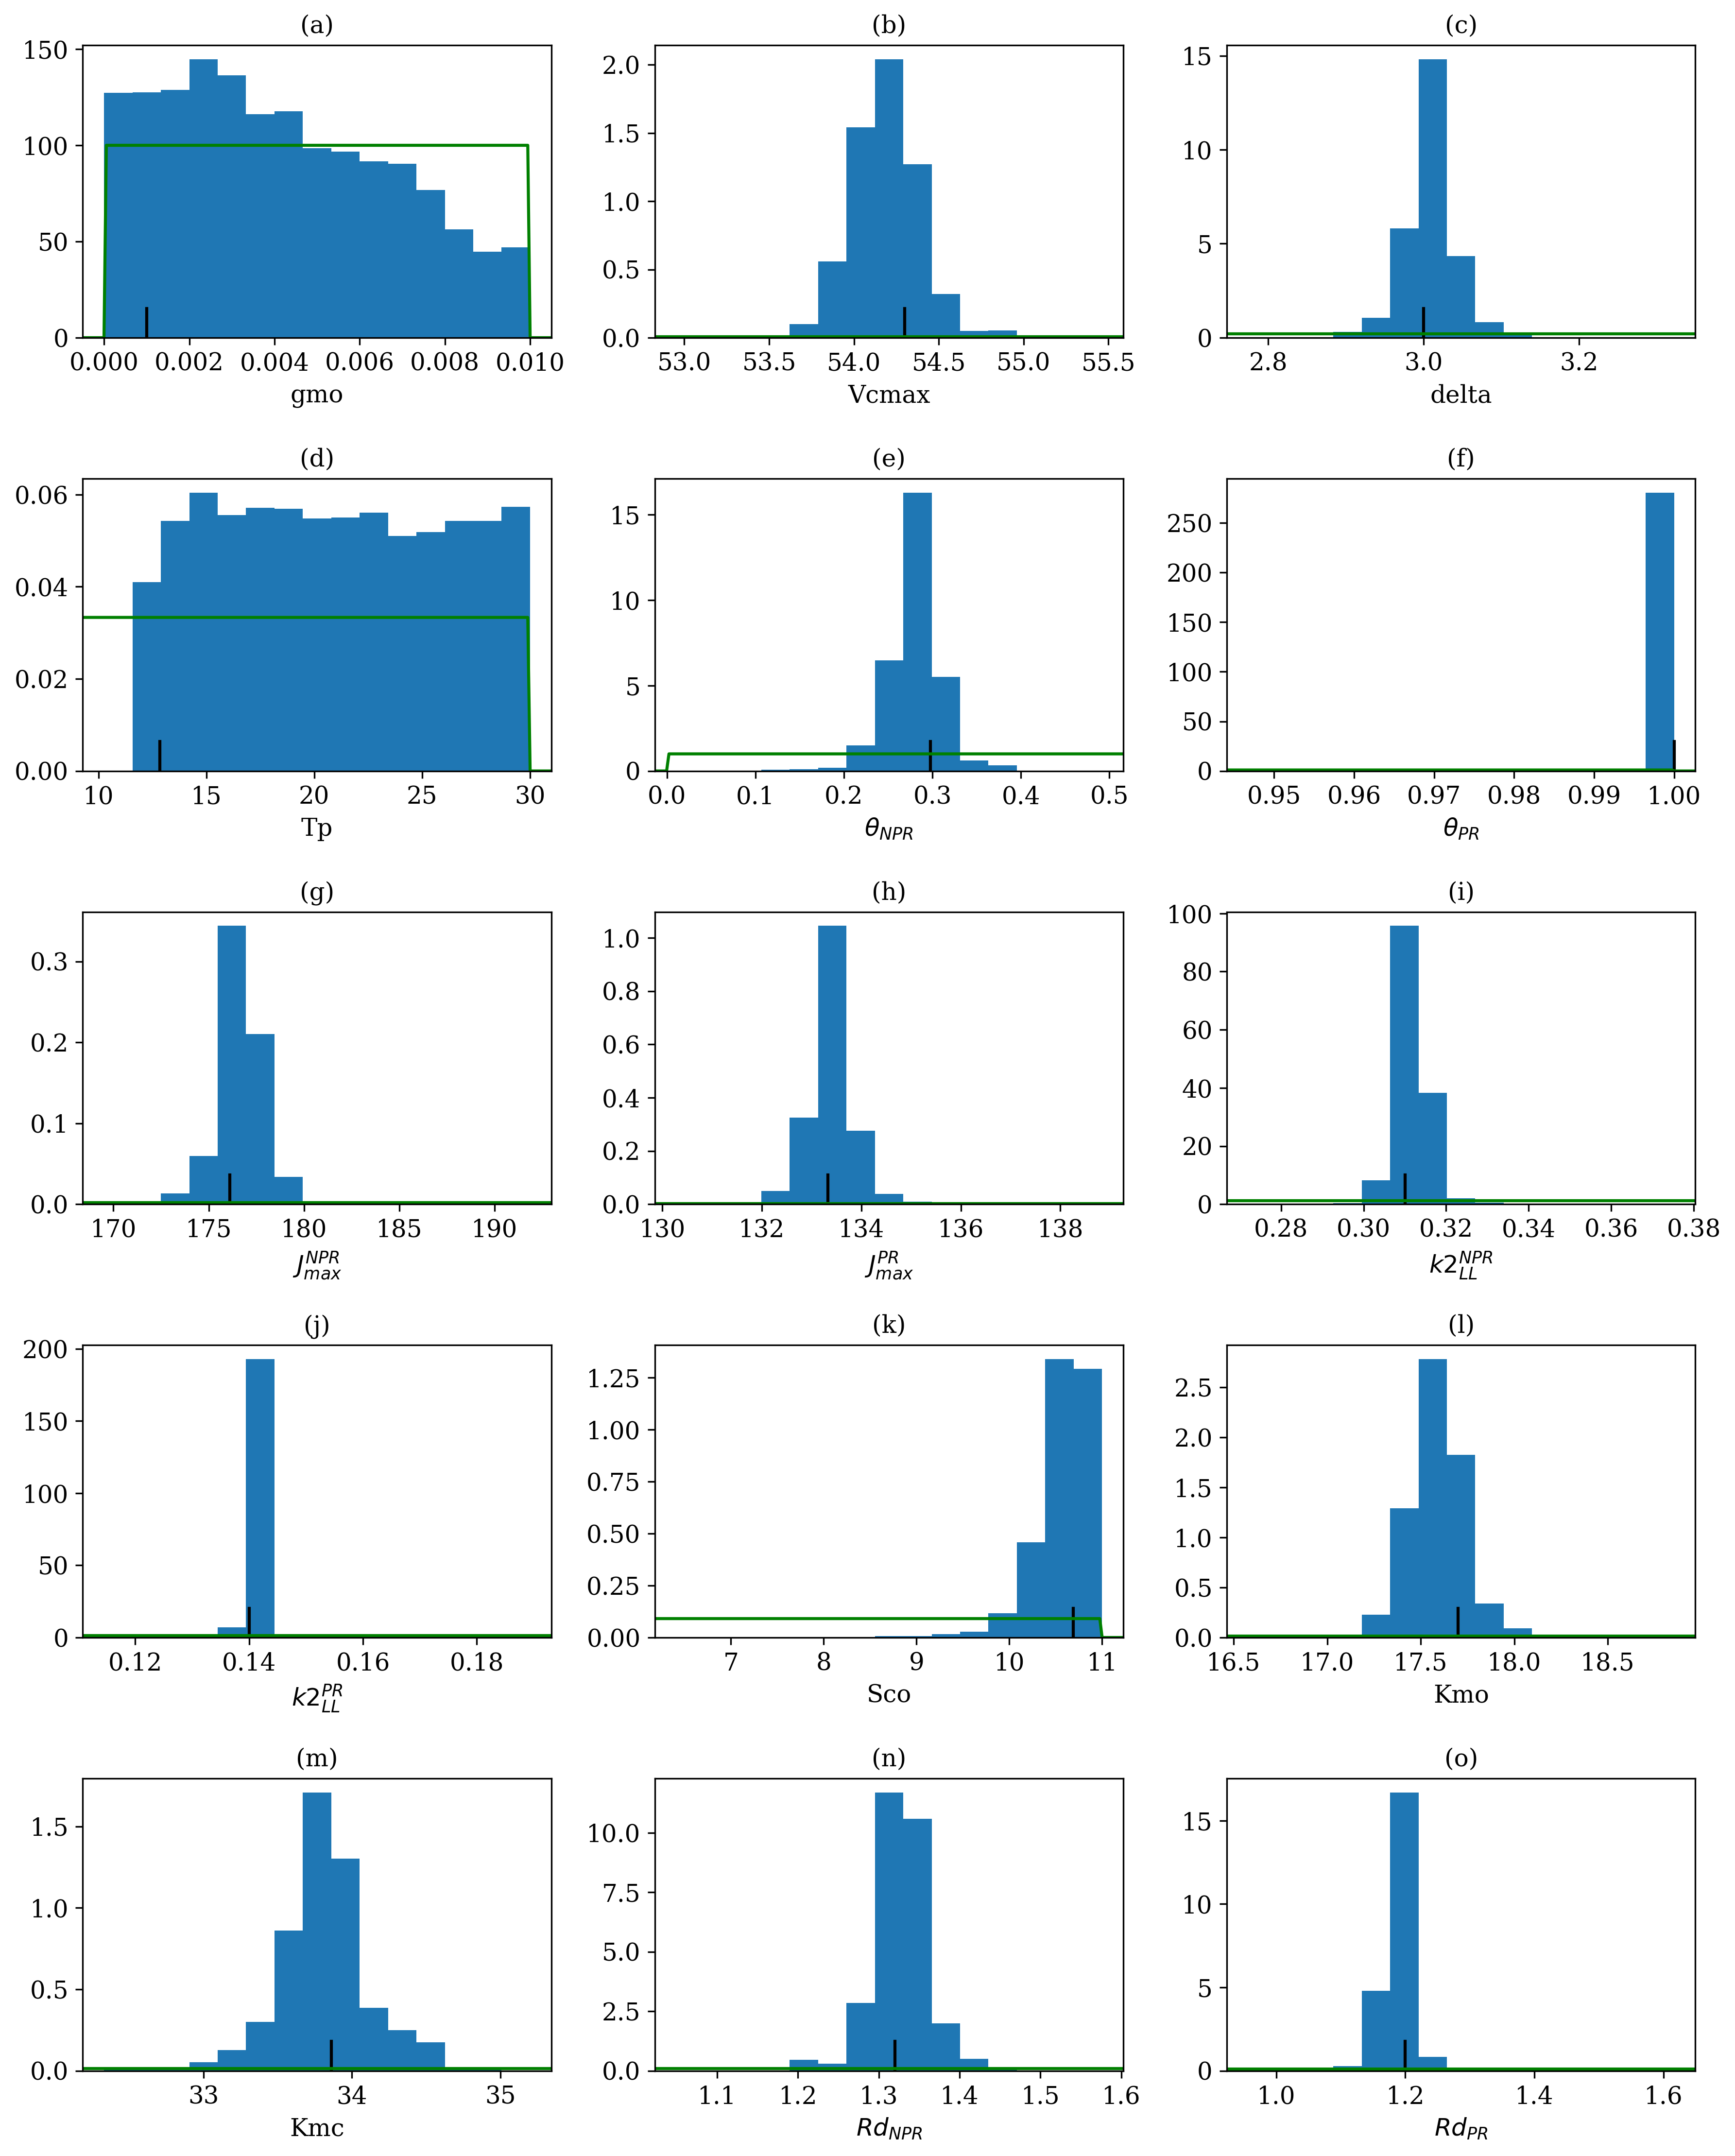 (a) (b) (c)
150 100 50 0
2.0 1.5 1.0 0.5 0.0
15 10 5 0
0.000 0.002 0.004 0.006 0.008 0.010
53.0 53.5 54.0 54.5 55.0 55.5
2.8 3.0 3.2
gmo Vcmax delta
(d) (e) (f)
0.06 0.04 0.02 0.00
15 10 5 0
250 200 150 100 50 0
10 15 20 25 30
0.0 0.1 0.2 0.3 0.4 0.5
0.95 0.96 0.97 0.98 0.99 1.00
Tp θ_NPR θ_PR
(g) (h) (i)
0.3 0.2 0.1 0.0
1.0 0.8 0.6 0.4 0.2 0.0
100 80 60 40 20 0
170 175 180 185 190
130 132 134 136 138
0.28 0.30 0.32 0.34 0.36 0.38
J_max^NPR J_max^PR k2_LL^NPR
(j) (k) (l)
200 150 100 50 0
1.25 1.00 0.75 0.50 0.25 0.00
2.5 2.0 1.5 1.0 0.5 0.0
0.12 0.14 0.16 0.18
7 8 9 10 11
16.5 17.0 17.5 18.0 18.5
k2_LL^PR Sco Kmo
(m) (n) (o)
1.5 1.0 0.5 0.0
10.0 7.5 5.0 2.5 0.0
15 10 5 0
33 34 35
1.1 1.2 1.3 1.4 1.5 1.6
1.0 1.2 1.4 1.6
Kmc Rd_NPR Rd_PR